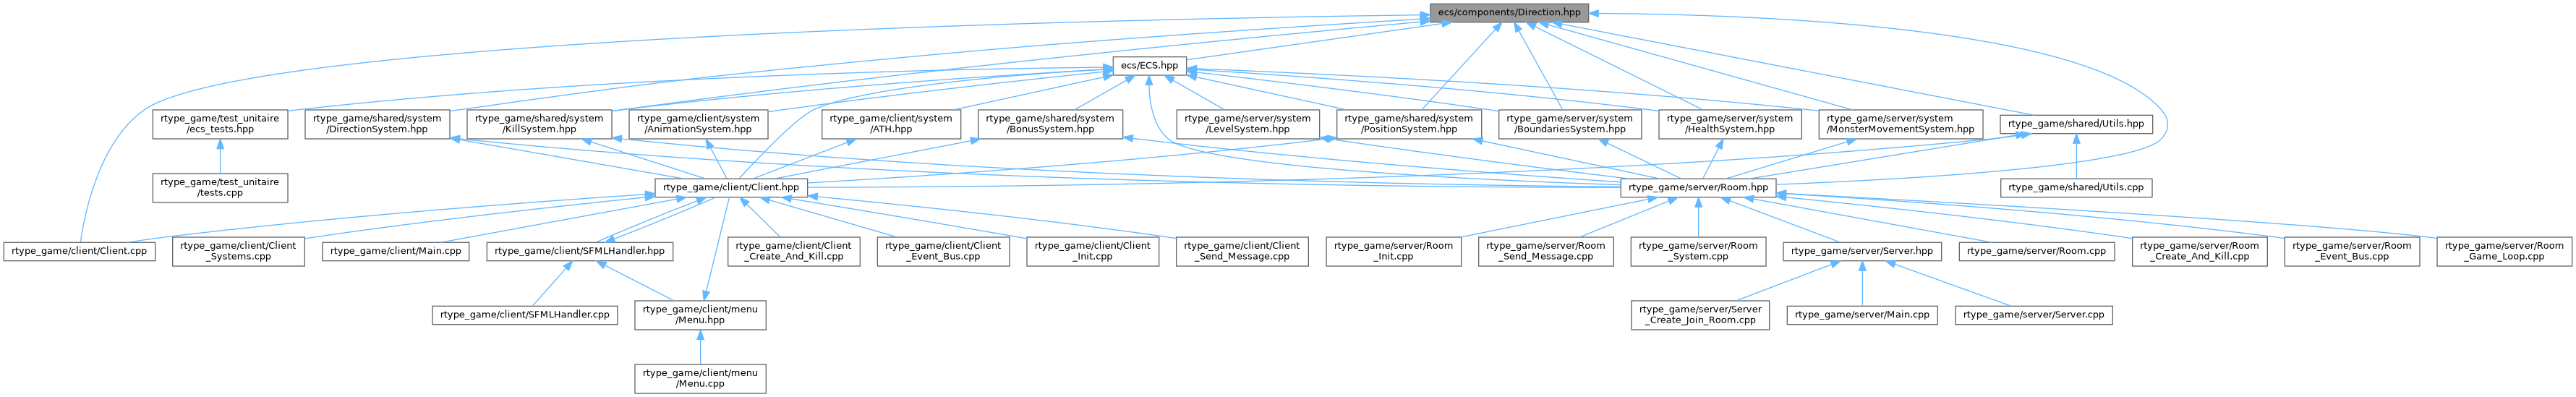 ecs/components/Direction.hpp
ecs/ECS.hpp
rtype_game/test_unitaire
/ecs_tests.hpp
rtype_game/shared/system
/DirectionSystem.hpp
rtype_game/shared/system
/KillSystem.hpp
rtype_game/client/system
/AnimationSystem.hpp
rtype_game/client/system
/ATH.hpp
rtype_game/shared/system
/BonusSystem.hpp
rtype_game/server/system
/LevelSystem.hpp
rtype_game/shared/system
/PositionSystem.hpp
rtype_game/server/system
/BoundariesSystem.hpp
rtype_game/server/system
/HealthSystem.hpp
rtype_game/server/system
/MonsterMovementSystem.hpp
rtype_game/shared/Utils.hpp
rtype_game/test_unitaire
/tests.cpp
rtype_game/client/Client.hpp
rtype_game/server/Room.hpp
rtype_game/shared/Utils.cpp
rtype_game/client/Client.cpp
rtype_game/client/Client
_Systems.cpp
rtype_game/client/Main.cpp
rtype_game/client/SFMLHandler.hpp
rtype_game/client/Client
_Create_And_Kill.cpp
rtype_game/client/Client
_Event_Bus.cpp
rtype_game/client/Client
_Init.cpp
rtype_game/client/Client
_Send_Message.cpp
rtype_game/server/Room
_Init.cpp
rtype_game/server/Room
_Send_Message.cpp
rtype_game/server/Room
_System.cpp
rtype_game/server/Server.hpp
rtype_game/server/Room.cpp
rtype_game/server/Room
_Create_And_Kill.cpp
rtype_game/server/Room
_Event_Bus.cpp
rtype_game/server/Room
_Game_Loop.cpp
rtype_game/client/SFMLHandler.cpp
rtype_game/client/menu
/Menu.hpp
rtype_game/server/Server
_Create_Join_Room.cpp
rtype_game/server/Main.cpp
rtype_game/server/Server.cpp
rtype_game/client/menu
/Menu.cpp